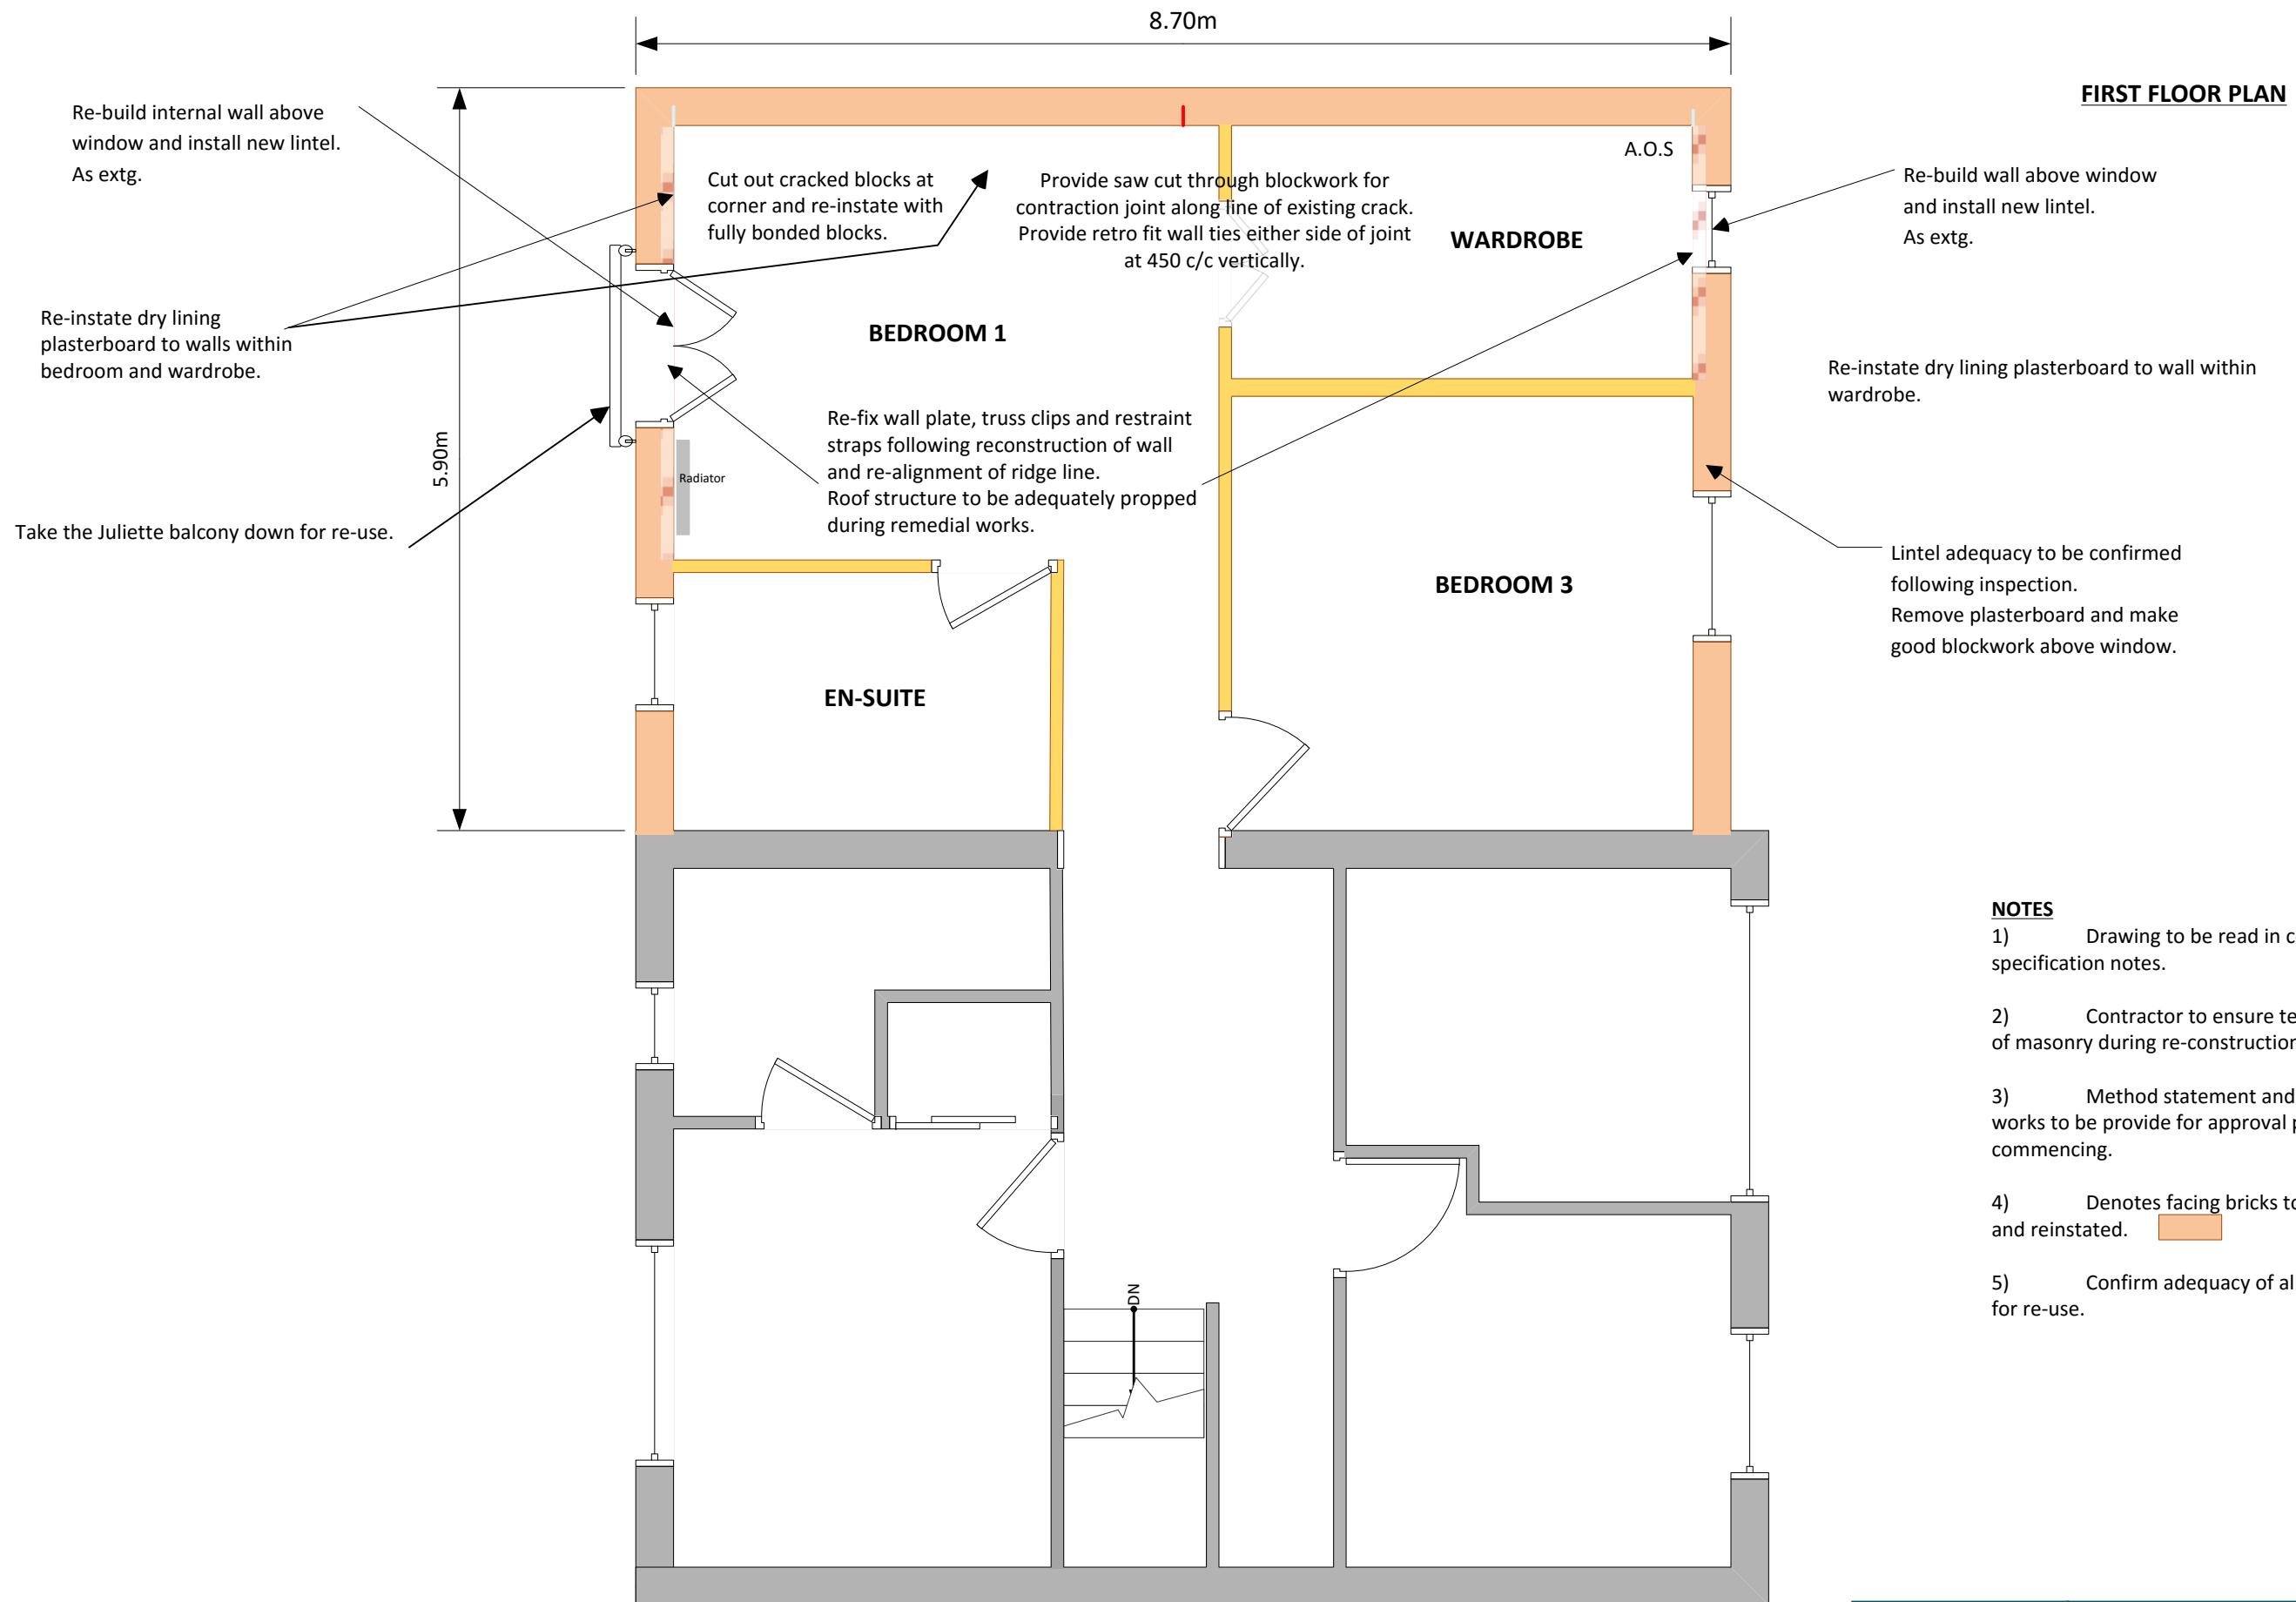 8.70m
FIRST FLOOR PLAN
Re-build internal wall above
window and install new lintel.
As extg.
Cut out cracked blocks at
corner and re-instate with
fully bonded blocks.
Provide saw cut through blockwork for
contraction joint along line of existing crack.
Provide retro fit wall ties either side of joint
at 450 c/c vertically.
A.O.S
WARDROBE
Re-build wall above window
and install new lintel.
As extg.
Re-instate dry lining
plasterboard to walls within
bedroom and wardrobe.
BEDROOM 1
Re-instate dry lining plasterboard to wall within
wardrobe.
5.90m
Radiator
Re-fix wall plate, truss clips and restraint
straps following reconstruction of wall
and re-alignment of ridge line.
Roof structure to be adequately propped
during remedial works.
Take the Juliette balcony down for re-use.
BEDROOM 3
Lintel adequacy to be confirmed
following inspection.
Remove plasterboard and make
good blockwork above window.
EN-SUITE
NOTES
1) Drawing to be read in c
specification notes.
2) Contractor to ensure te
of masonry during re-construction
3) Method statement and
works to be provide for approval p
commencing.
4) Denotes facing bricks to
and reinstated.
5) Confirm adequacy of al
for re-use.
DN